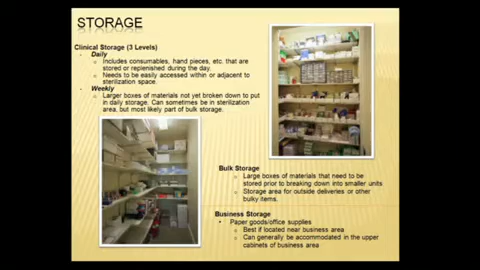 STORAGE
Clinical Storage (3 Levels)
Daily
Includes consumables, hand pieces, etc. that are
stored or replenished during the day.
Needs to be easily accessed within or adjacent to
sterilization space.
Weekly
Larger boxes of materials not yet broken down to put
in daily storage. Can sometimes be in sterilization
area, but most likely part of bulk storage.
Bulk Storage
Large boxes of materials that need to be
stored prior to breaking down into smaller units
Storage area for outside deliveries or other
bulky items.
Business Storage
Paper goods/office supplies
Best if located near business area
Can generally be accommodated in the upper
cabinets of business area